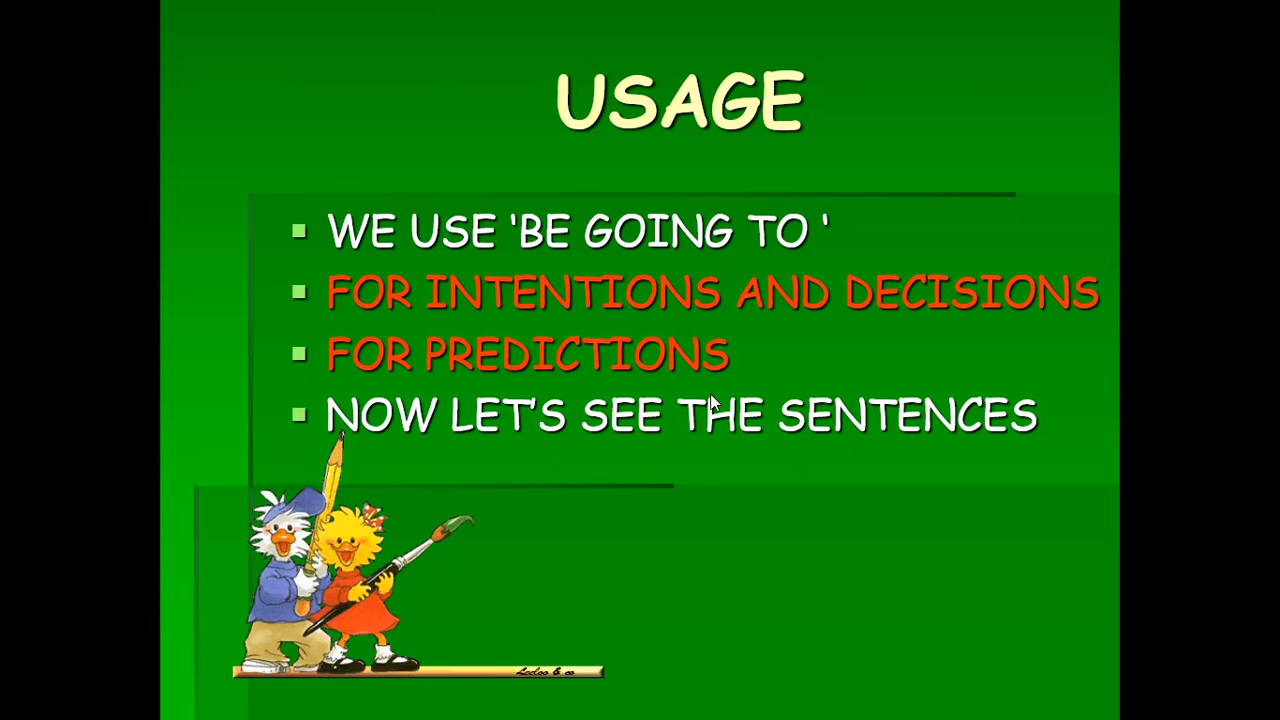 USAGE
WE USE ‘BE GOING TO ‘
FOR INTENTIONS AND DECISIONS
FOR PREDICTIONS
NOW LET’S SEE THE SENTENCES